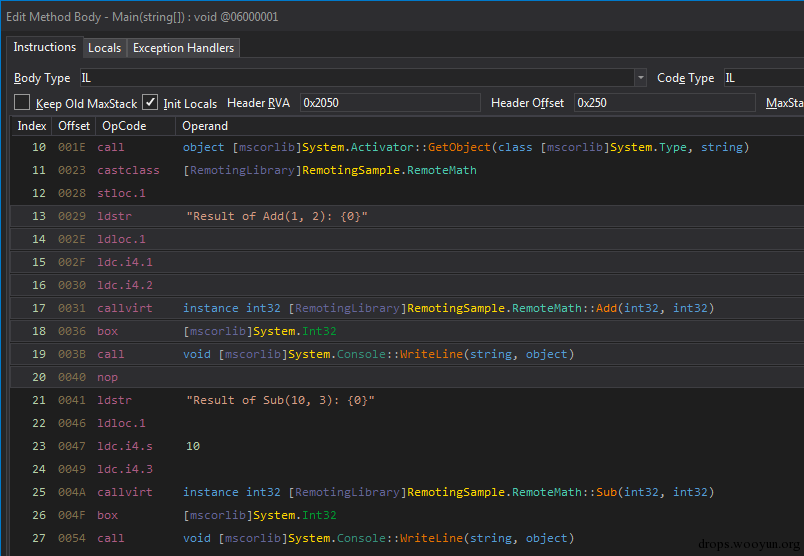 Edit Method Body - Main(string[]) : void @06000001
Instructions Locals Exception Handlers
Body Type IL Code Type IL
Keep Old MaxStack Init Locals Header RVA 0x2050 Header Offset 0x250 MaxSta
Index Offset OpCode Operand
10 001E call object [mscorlib]System.Activator::GetObject(class [mscorlib]System.Type, string)
11 0023 castclass [RemotingLibrary]RemotingSample.RemoteMath
12 0028 stloc.1
13 0029 ldstr "Result of Add(1, 2): {0}"
14 002E ldloc.1
15 002F ldc.i4.1
16 0030 ldc.i4.2
17 0031 callvirt instance int32 [RemotingLibrary]RemotingSample.RemoteMath::Add(int32, int32)
18 0036 box [mscorlib]System.Int32
19 003B call void [mscorlib]System.Console::WriteLine(string, object)
20 0040 nop
21 0041 ldstr "Result of Sub(10, 3): {0}"
22 0046 ldloc.1
23 0047 ldc.i4.s 10
24 0049 ldc.i4.3
25 004A callvirt instance int32 [RemotingLibrary]RemotingSample.RemoteMath::Sub(int32, int32)
26 004F box [mscorlib]System.Int32
27 0054 call void [mscorlib]System.Console::WriteLine(string, object)
drops.wooyun.org